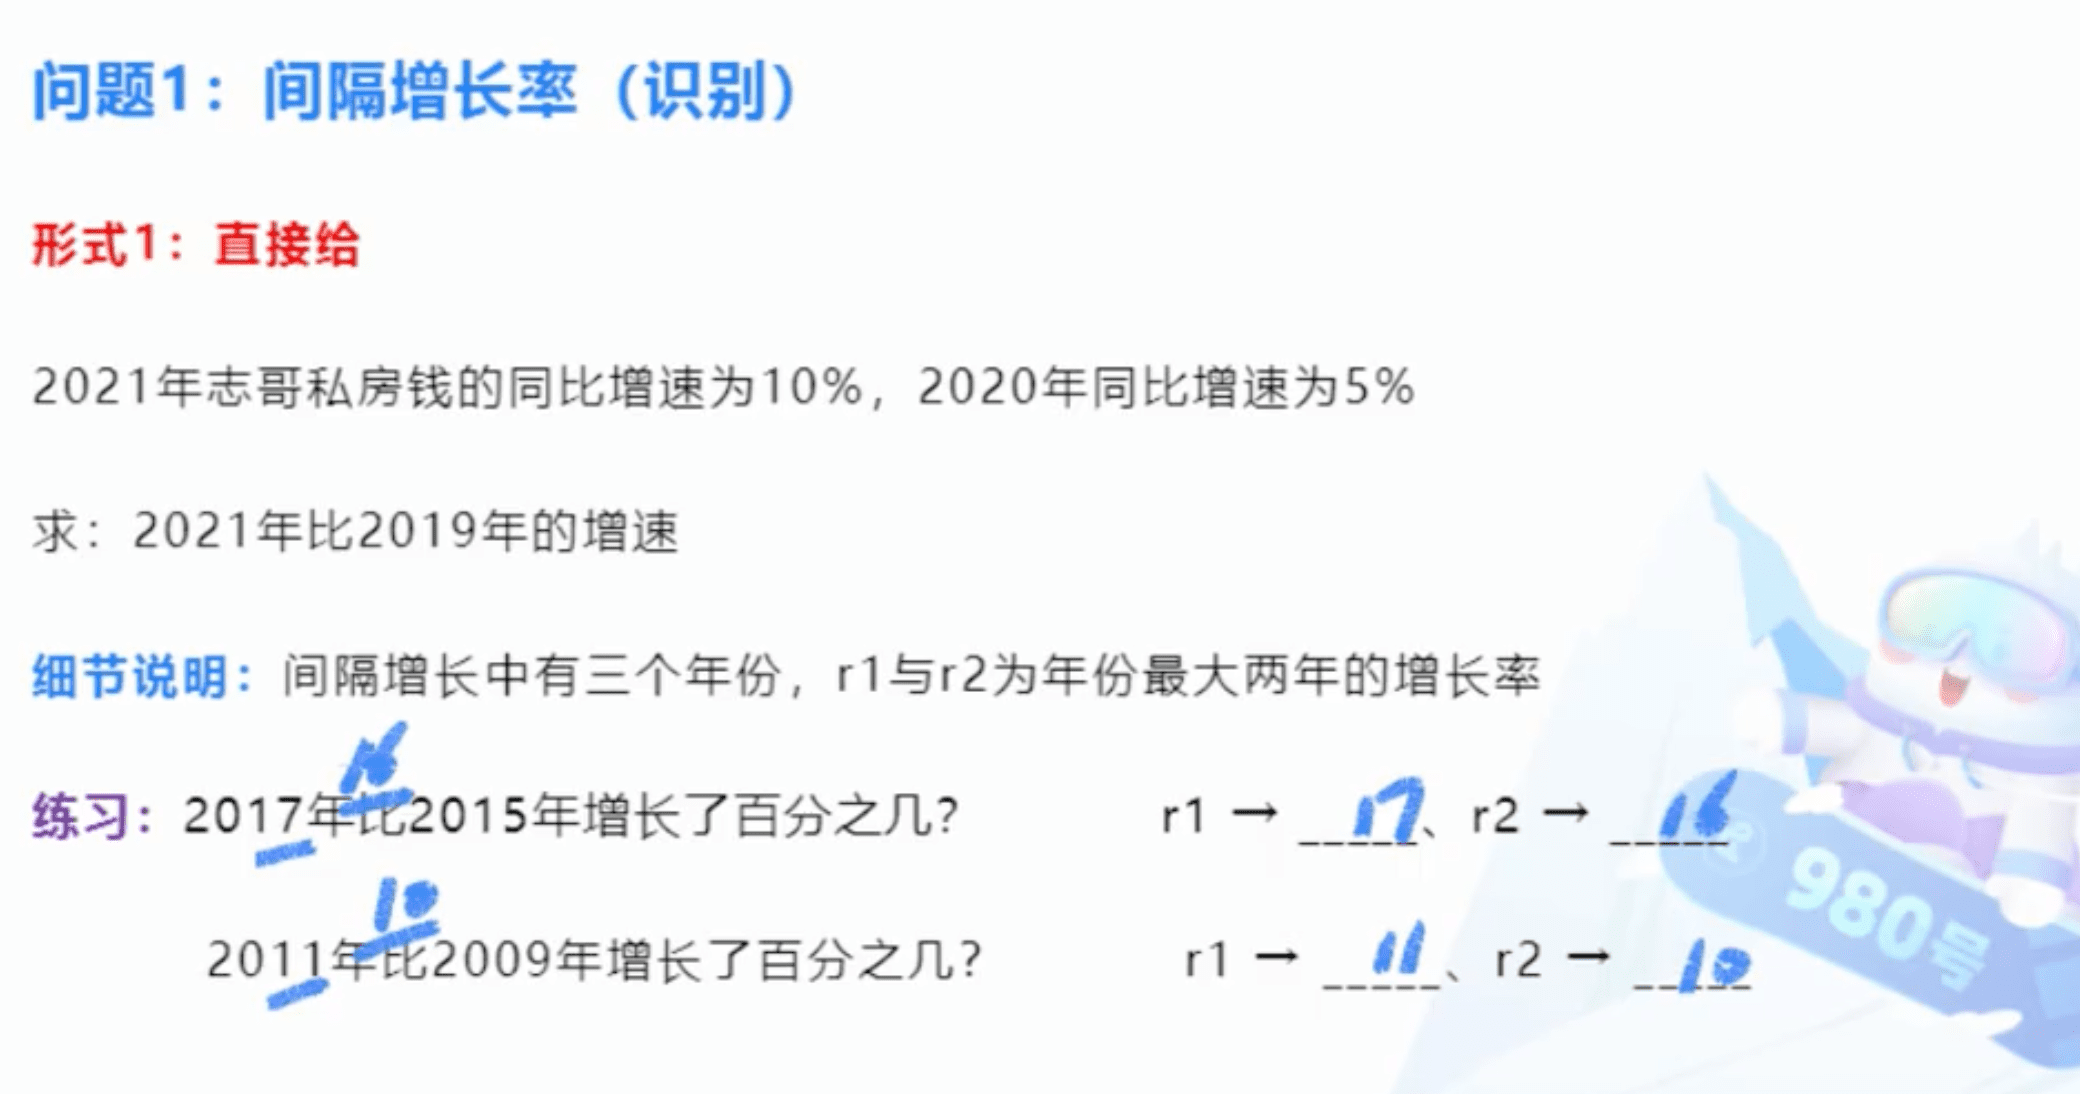 问题1：间隔增长率（识别）
形式1：直接给
2021年志哥私房钱的同比增速为10%，2020年同比增速为5%
求：2021年比2019年的增速
细节说明：间隔增长中有三个年份，r1与r2为年份最大两年的增长率
16
练习：2017年比2015年增长了百分之几？ r1 → 17、r2 → 16
10
2011年比2009年增长了百分之几？ r1 → 11、r2 → 10
980号